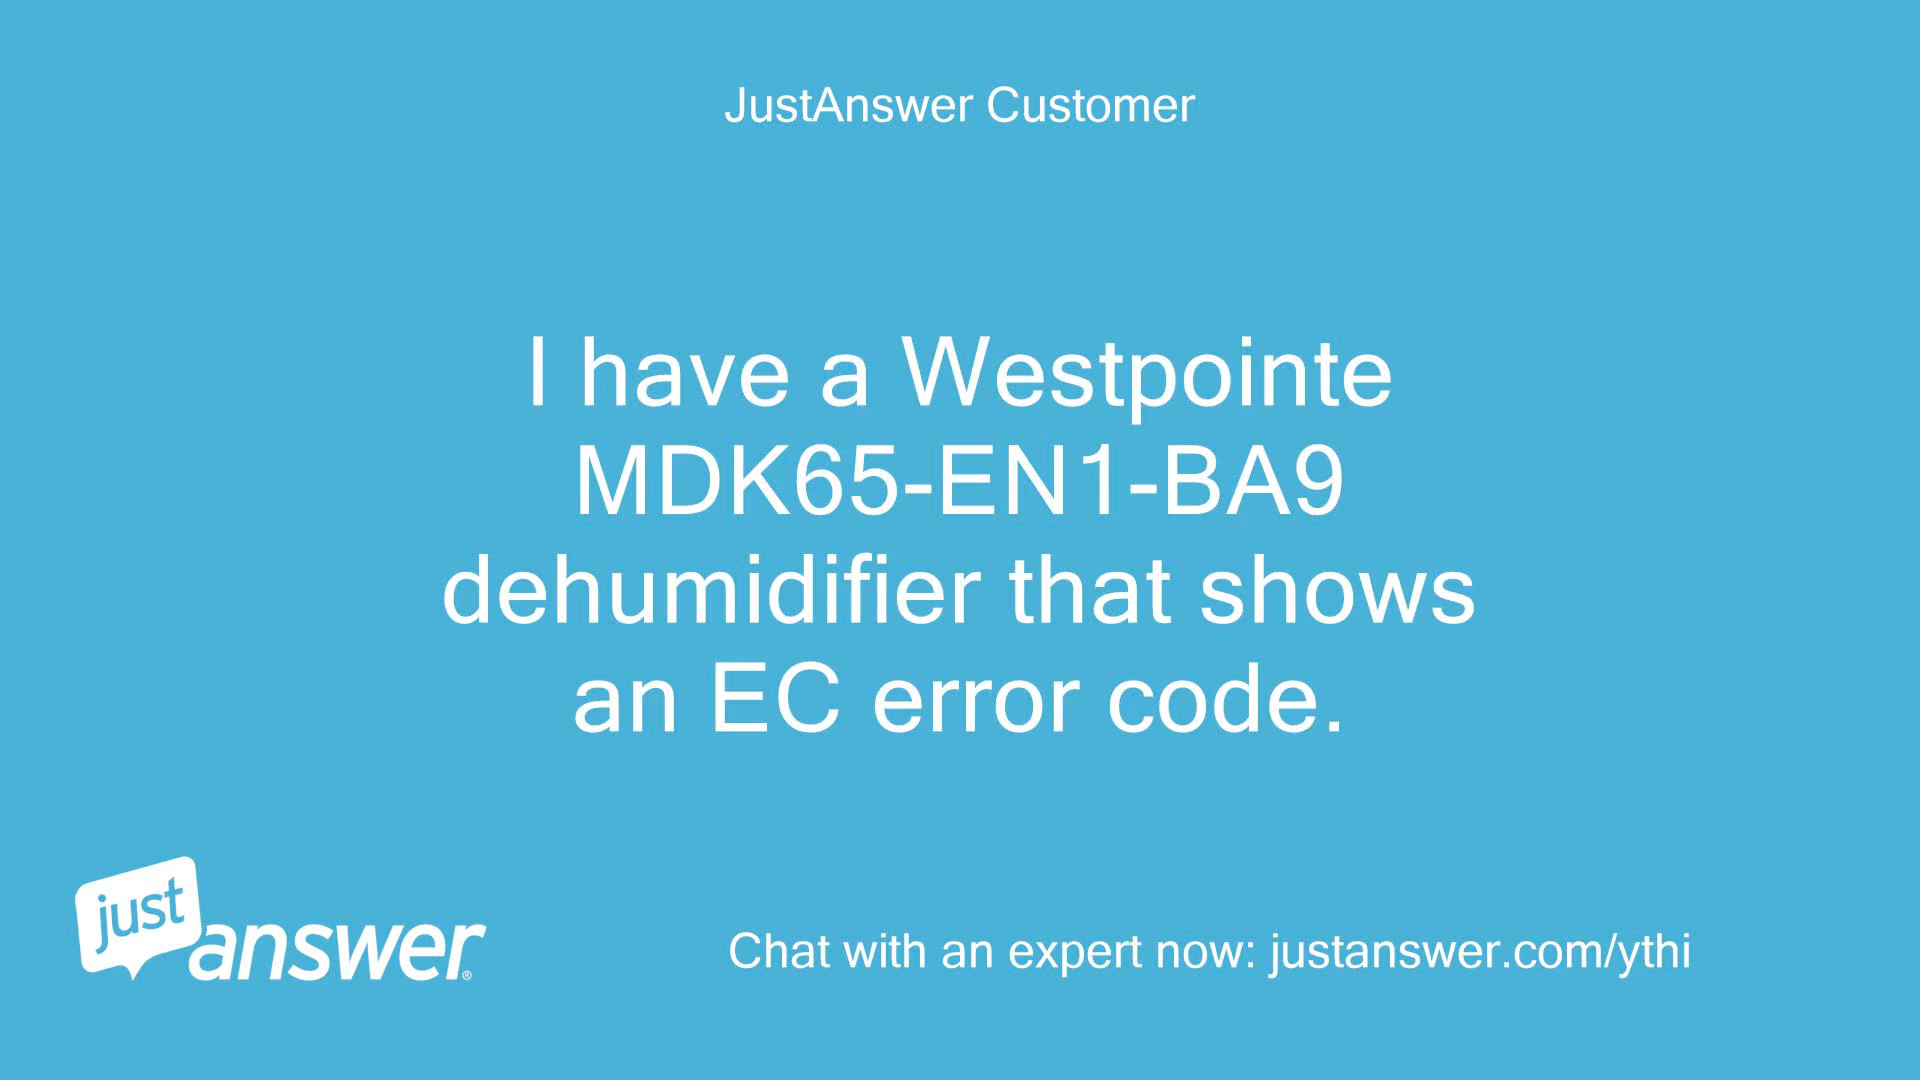 JustAnswer Customer
I have a Westpointe
MDK65-EN1-BA9
dehumidifier that shows
an EC error code.
just
answer®
Chat with an expert now: justanswer.com/ythi